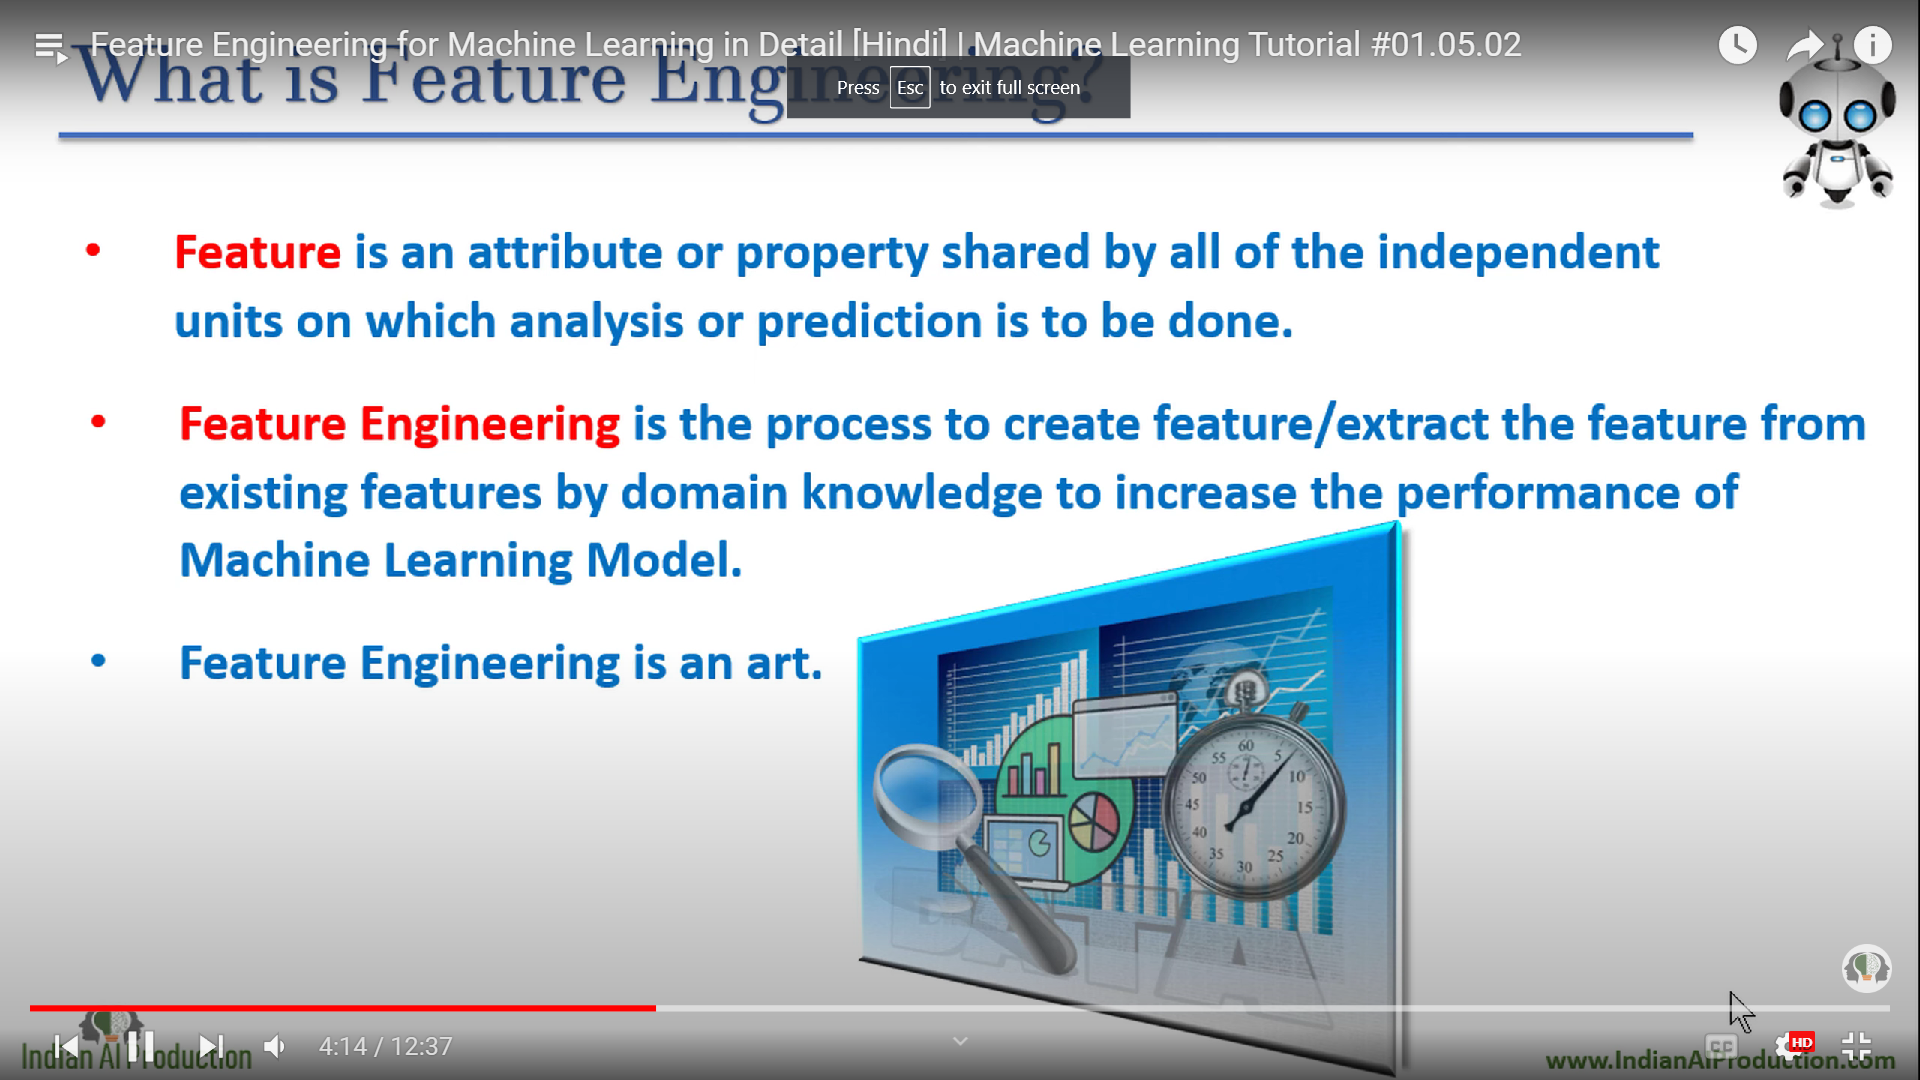 Feature Engineering for Machine Learning in Detail [Hindi] | Machine Learning Tutorial #01.05.02
What is Feature Engineering?
Press Esc to exit full screen
Feature is an attribute or property shared by all of the independent
units on which analysis or prediction is to be done.
Feature Engineering is the process to create feature/extract the feature from
existing features by domain knowledge to increase the performance of
Machine Learning Model.
Feature Engineering is an art.
60
55 5
50 10
45 15
40 20
35 25
30
DATA
4:14 / 12:37
CC HD
Indian AI Production
www.IndianAIProduction.com